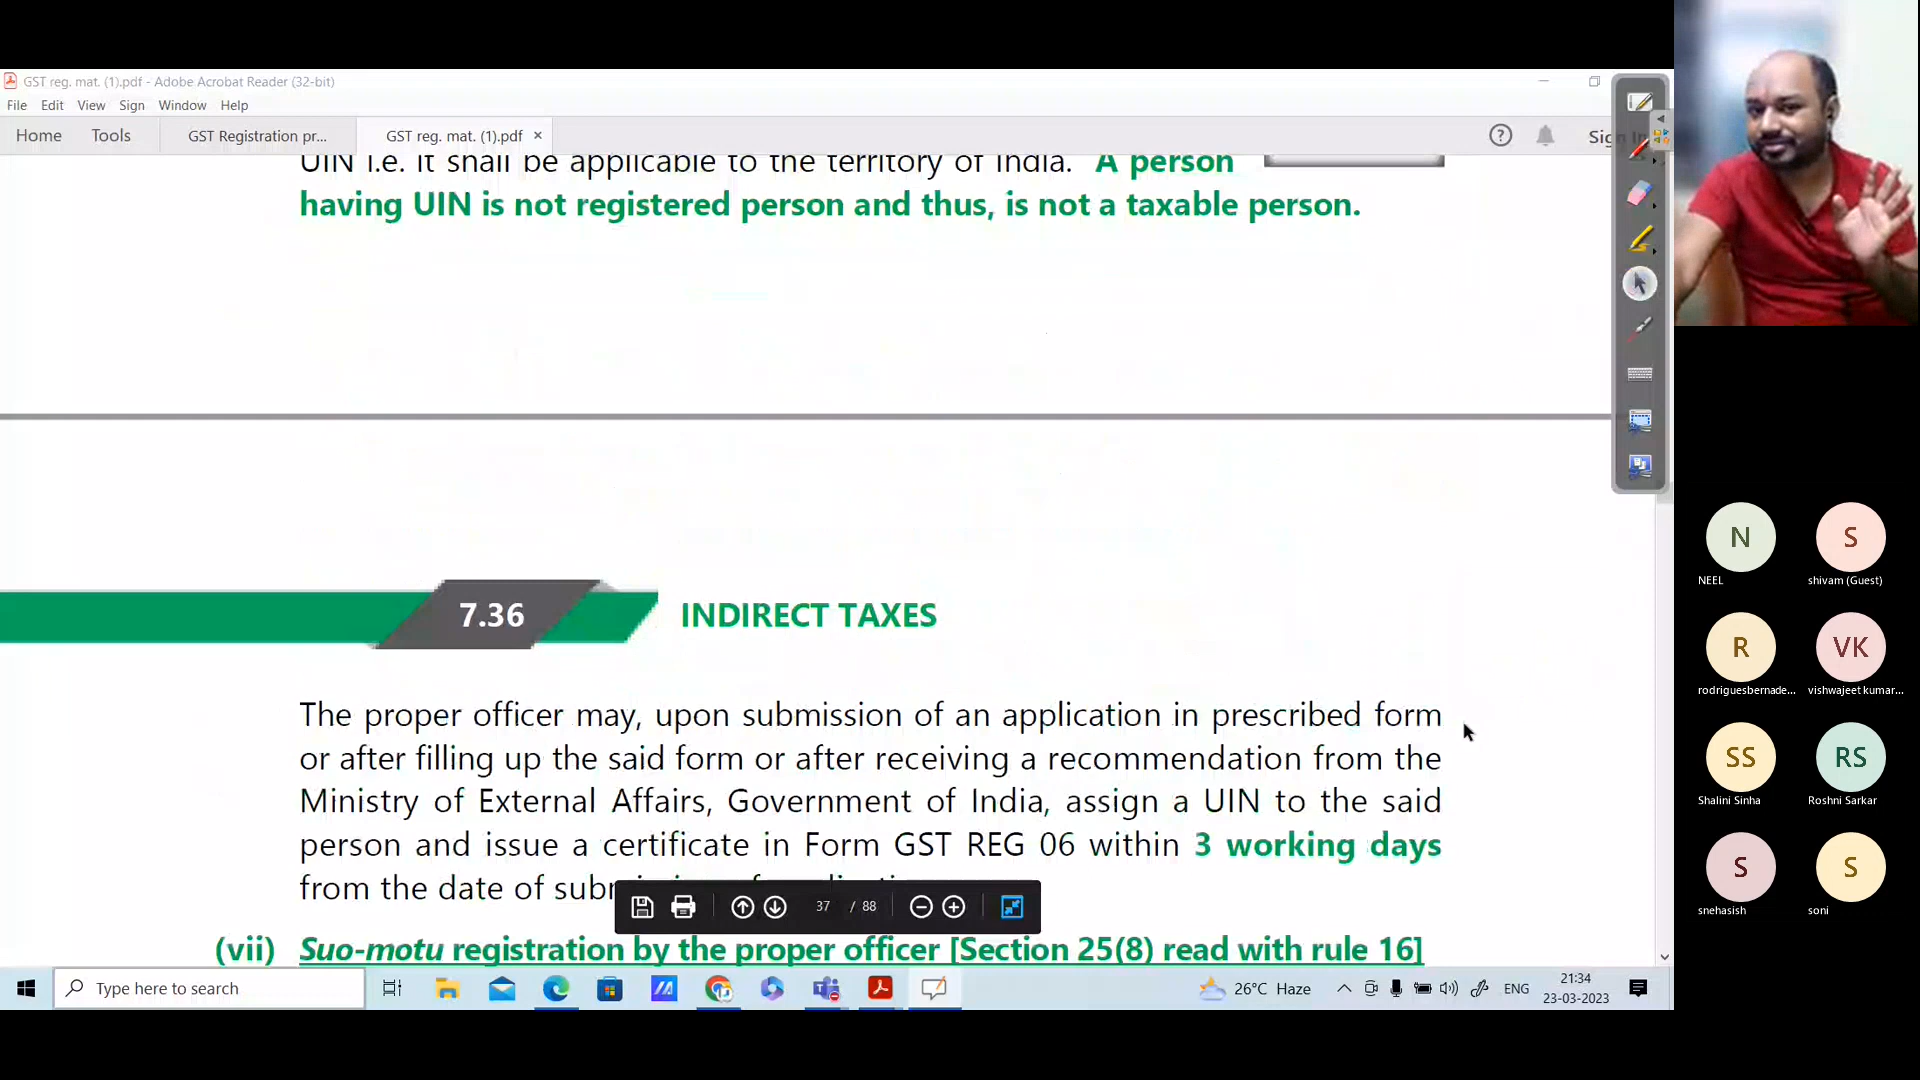 GST reg. mat. (1).pdf - Adobe Acrobat Reader (32-bit)
File Edit View Sign Window Help
Home Tools GST Registration pr... GST reg. mat. (1).pdf × Sign In
UIN i.e. it shall be applicable to the territory of India. A person
having UIN is not registered person and thus, is not a taxable person.
7.36 INDIRECT TAXES
The proper officer may, upon submission of an application in prescribed form
or after filling up the said form or after receiving a recommendation from the
Ministry of External Affairs, Government of India, assign a UIN to the said
person and issue a certificate in Form GST REG 06 within 3 working days
from the date of
37 / 88
(vii) Suo-motu registration by the proper officer [Section 25(8) read with rule 16]
Type here to search
26°C Haze
ENG
21:34
23-03-2023
N S
NEEL shivam (Guest)
R VK
rodriguesbernade... vishwajeet kumar...
SS RS
Shalini Sinha Roshni Sarkar
S S
snehasish soni